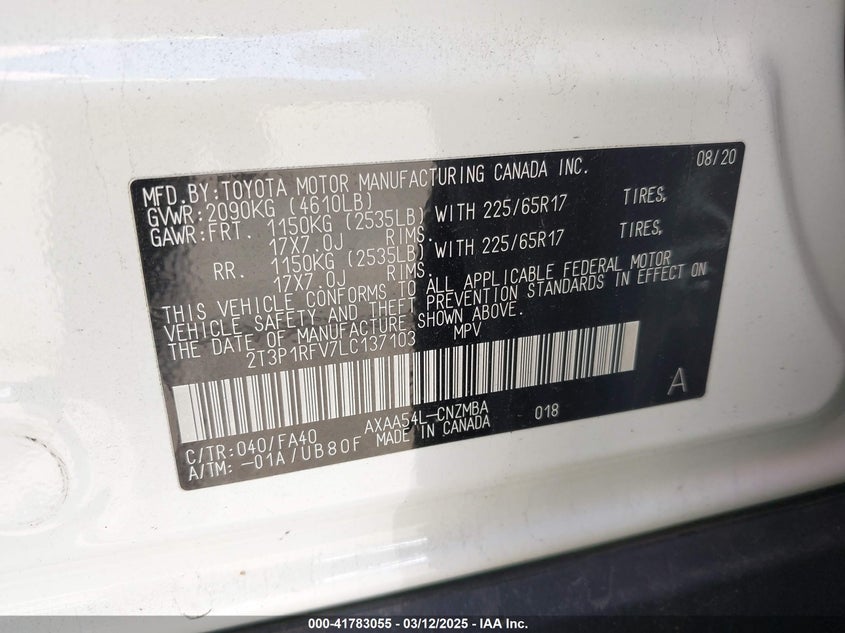 08/20
MFD. BY: TOYOTA MOTOR MANUFACTURING CANADA INC.
GVWR: 2090KG (4610LB)
GAWR: FRT. 1150KG (2535LB) WITH 225/65R17 TIRES,
17X7.0J RIMS.
RR. 1150KG (2535LB) WITH 225/65R17 TIRES,
17X7.0J RIMS.
THIS VEHICLE CONFORMS TO ALL APPLICABLE FEDERAL MOTOR
VEHICLE SAFETY AND THEFT PREVENTION STANDARDS IN EFFECT ON
THE DATE OF MANUFACTURE SHOWN ABOVE.
2T3P1RFV7LC137103 MPV
A
C/TR: 040/FA40 AXAA54L-CNZMBA 018
A/TM: -01A/UB80F MADE IN CANADA
000-41783055 - 03/12/2025 - IAA Inc.